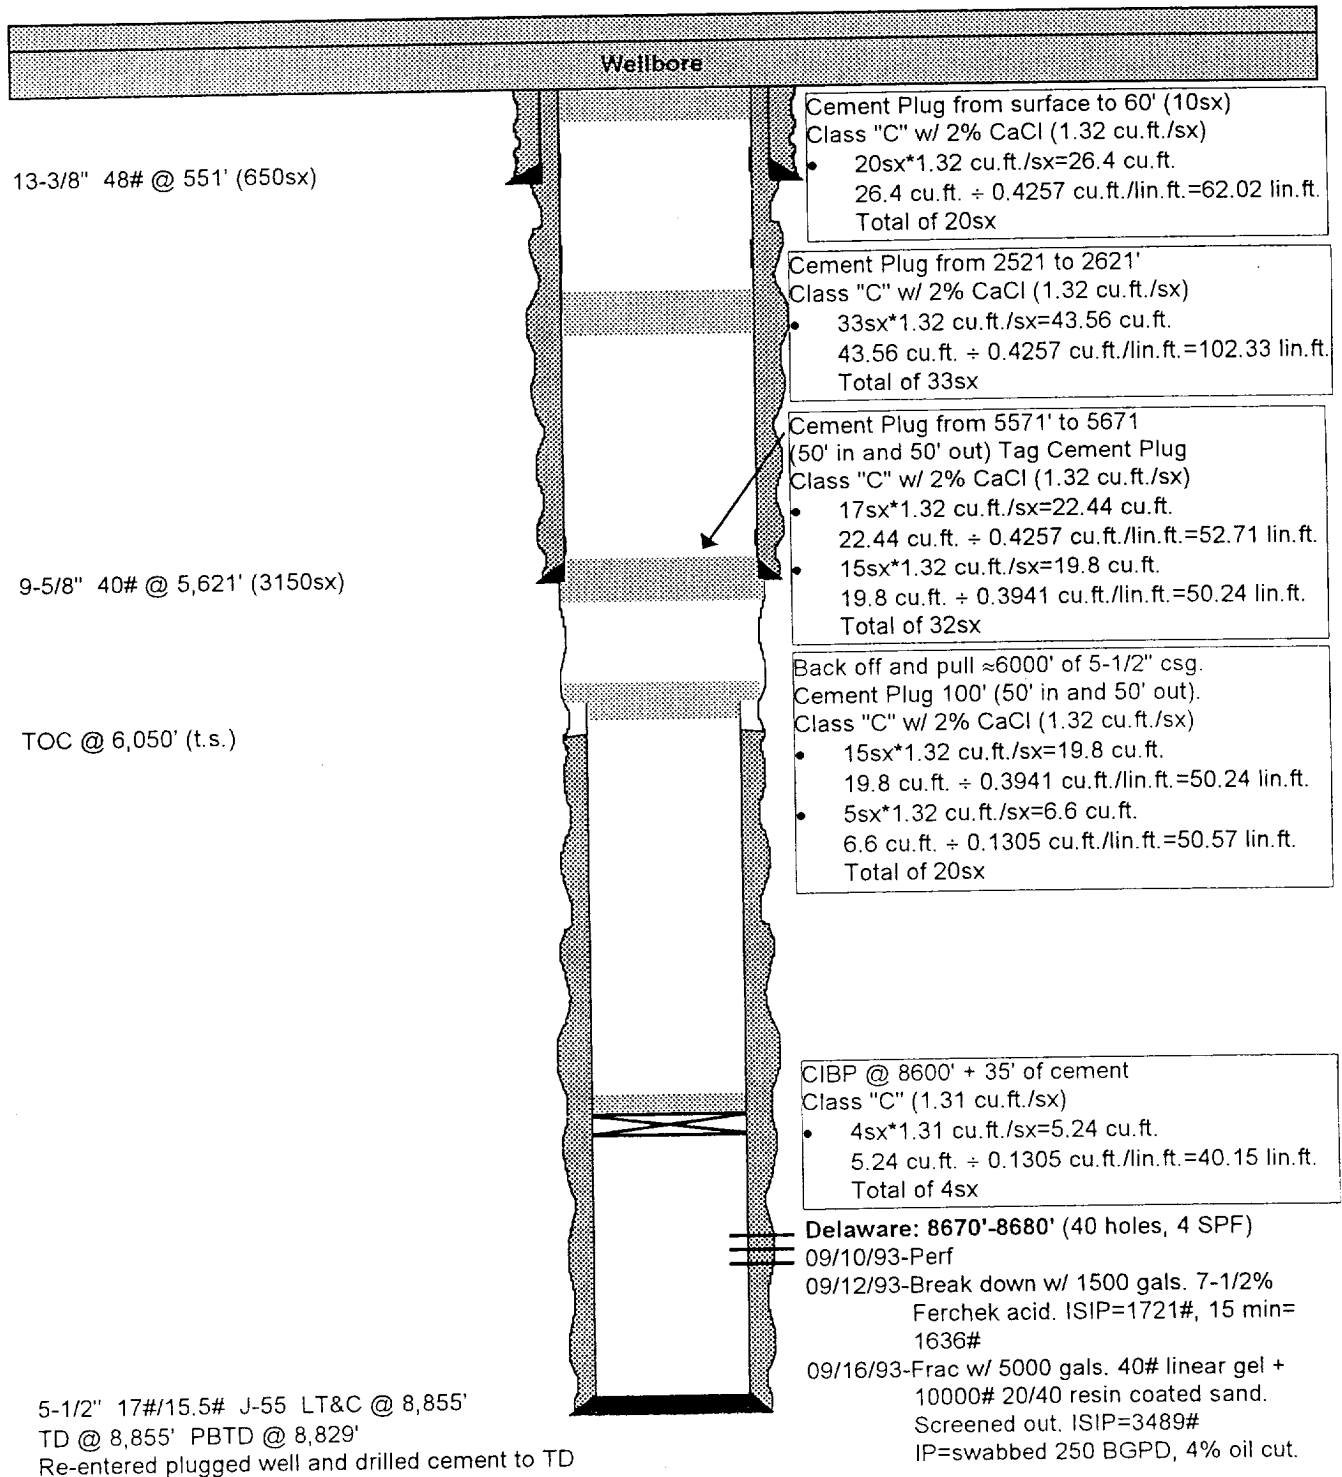 Wellbore
Cement Plug from surface to 60' (10sx)
Class "C" w/ 2% CaCl (1.32 cu.ft./sx)
• 20sx*1.32 cu.ft./sx=26.4 cu.ft.
26.4 cu.ft. ÷ 0.4257 cu.ft./lin.ft.=62.02 lin.ft.
Total of 20sx
13-3/8" 48# @ 551' (650sx)
Cement Plug from 2521 to 2621'
Class "C" w/ 2% CaCl (1.32 cu.ft./sx)
• 33sx*1.32 cu.ft./sx=43.56 cu.ft.
43.56 cu.ft. ÷ 0.4257 cu.ft./lin.ft.=102.33 lin.ft.
Total of 33sx
Cement Plug from 5571' to 5671
(50' in and 50' out) Tag Cement Plug
Class "C" w/ 2% CaCl (1.32 cu.ft./sx)
• 17sx*1.32 cu.ft./sx=22.44 cu.ft.
22.44 cu.ft. ÷ 0.4257 cu.ft./lin.ft.=52.71 lin.ft.
• 15sx*1.32 cu.ft./sx=19.8 cu.ft.
19.8 cu.ft. ÷ 0.3941 cu.ft./lin.ft.=50.24 lin.ft.
Total of 32sx
9-5/8" 40# @ 5,621' (3150sx)
Back off and pull ≈6000' of 5-1/2" csg.
Cement Plug 100' (50' in and 50' out).
Class "C" w/ 2% CaCl (1.32 cu.ft./sx)
• 15sx*1.32 cu.ft./sx=19.8 cu.ft.
19.8 cu.ft. ÷ 0.3941 cu.ft./lin.ft.=50.24 lin.ft.
• 5sx*1.32 cu.ft./sx=6.6 cu.ft.
6.6 cu.ft. ÷ 0.1305 cu.ft./lin.ft.=50.57 lin.ft.
Total of 20sx
TOC @ 6,050' (t.s.)
CIBP @ 8600' + 35' of cement
Class "C" (1.31 cu.ft./sx)
• 4sx*1.31 cu.ft./sx=5.24 cu.ft.
5.24 cu.ft. ÷ 0.1305 cu.ft./lin.ft.=40.15 lin.ft.
Total of 4sx
Delaware: 8670'-8680' (40 holes, 4 SPF)
09/10/93-Perf
09/12/93-Break down w/ 1500 gals. 7-1/2%
Ferchek acid. ISIP=1721#, 15 min=
1636#
09/16/93-Frac w/ 5000 gals. 40# linear gel +
10000# 20/40 resin coated sand.
Screened out. ISIP=3489#
IP=swabbed 250 BGPD, 4% oil cut.
5-1/2" 17#/15.5# J-55 LT&C @ 8,855'
TD @ 8,855' PBTD @ 8,829'
Re-entered plugged well and drilled cement to TD